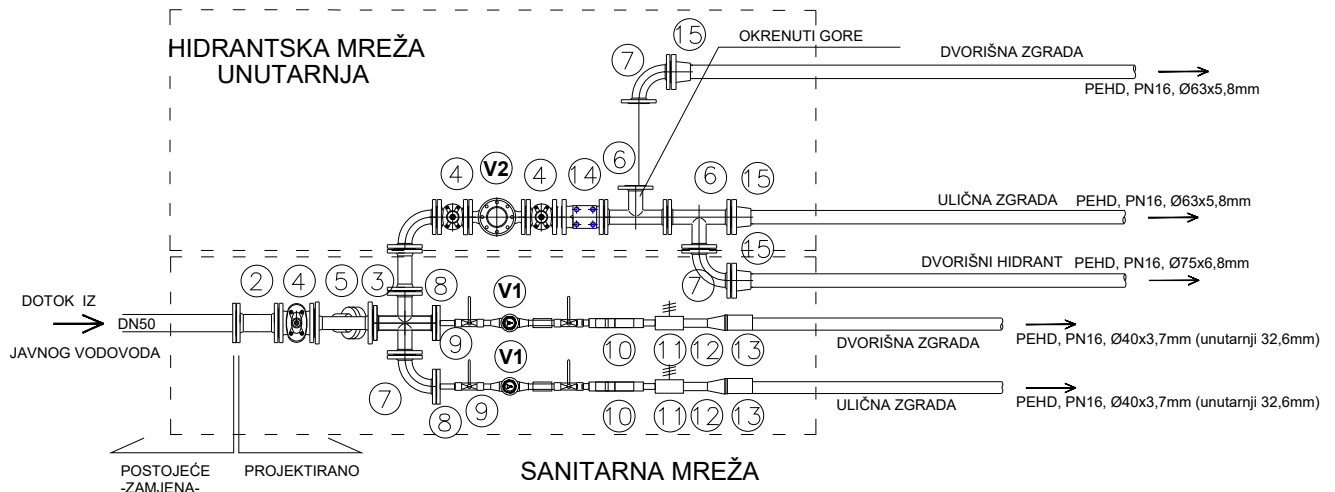 HIDRANTSKA MREŽA
UNUTARNJA
15
OKRENUTI GORE
DVORIŠNA ZGRADA
7
PEHD, PN16, Ø63x5,8mm
4
V2
4
14
6
6
15
ULIČNA ZGRADA
PEHD, PN16, Ø63x5,8mm
15
DVORIŠNI HIDRANT
PEHD, PN16, Ø75x6,8mm
7
2
4
5
3
8
V1
DOTOK IZ
DN50
JAVNOG VODOVODA
9
10
11
12
13
DVORIŠNA ZGRADA
PEHD, PN16, Ø40x3,7mm (unutarnji 32,6mm)
V1
7
8
9
10
11
12
13
ULIČNA ZGRADA
PEHD, PN16, Ø40x3,7mm (unutarnji 32,6mm)
POSTOJEĆE
-ZAMJENA-
PROJEKTIRANO
SANITARNA MREŽA